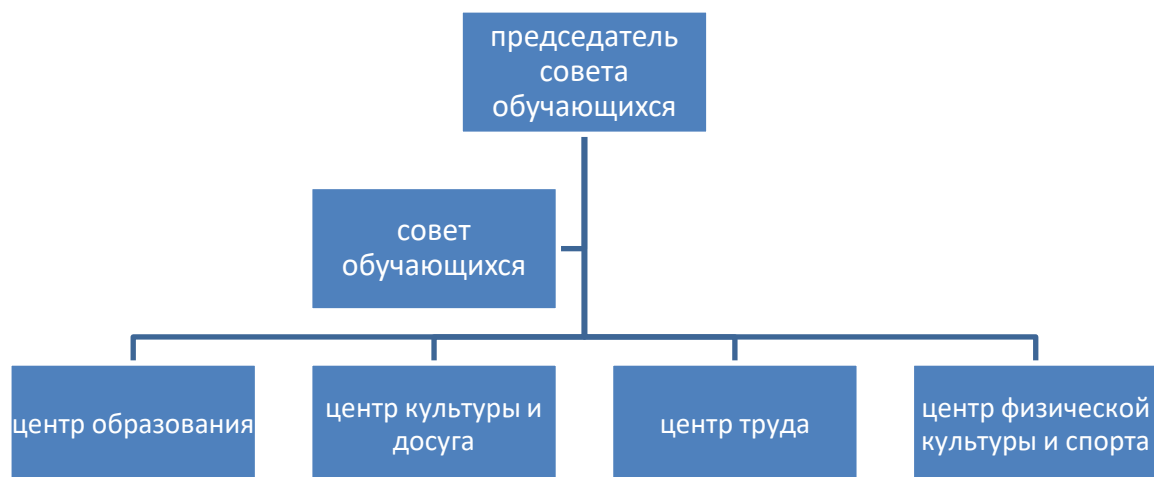 председатель
совета
обучающихся
совет
обучающихся
центр образования
центр культуры и
досуга
центр труда
центр физической
культуры и спорта